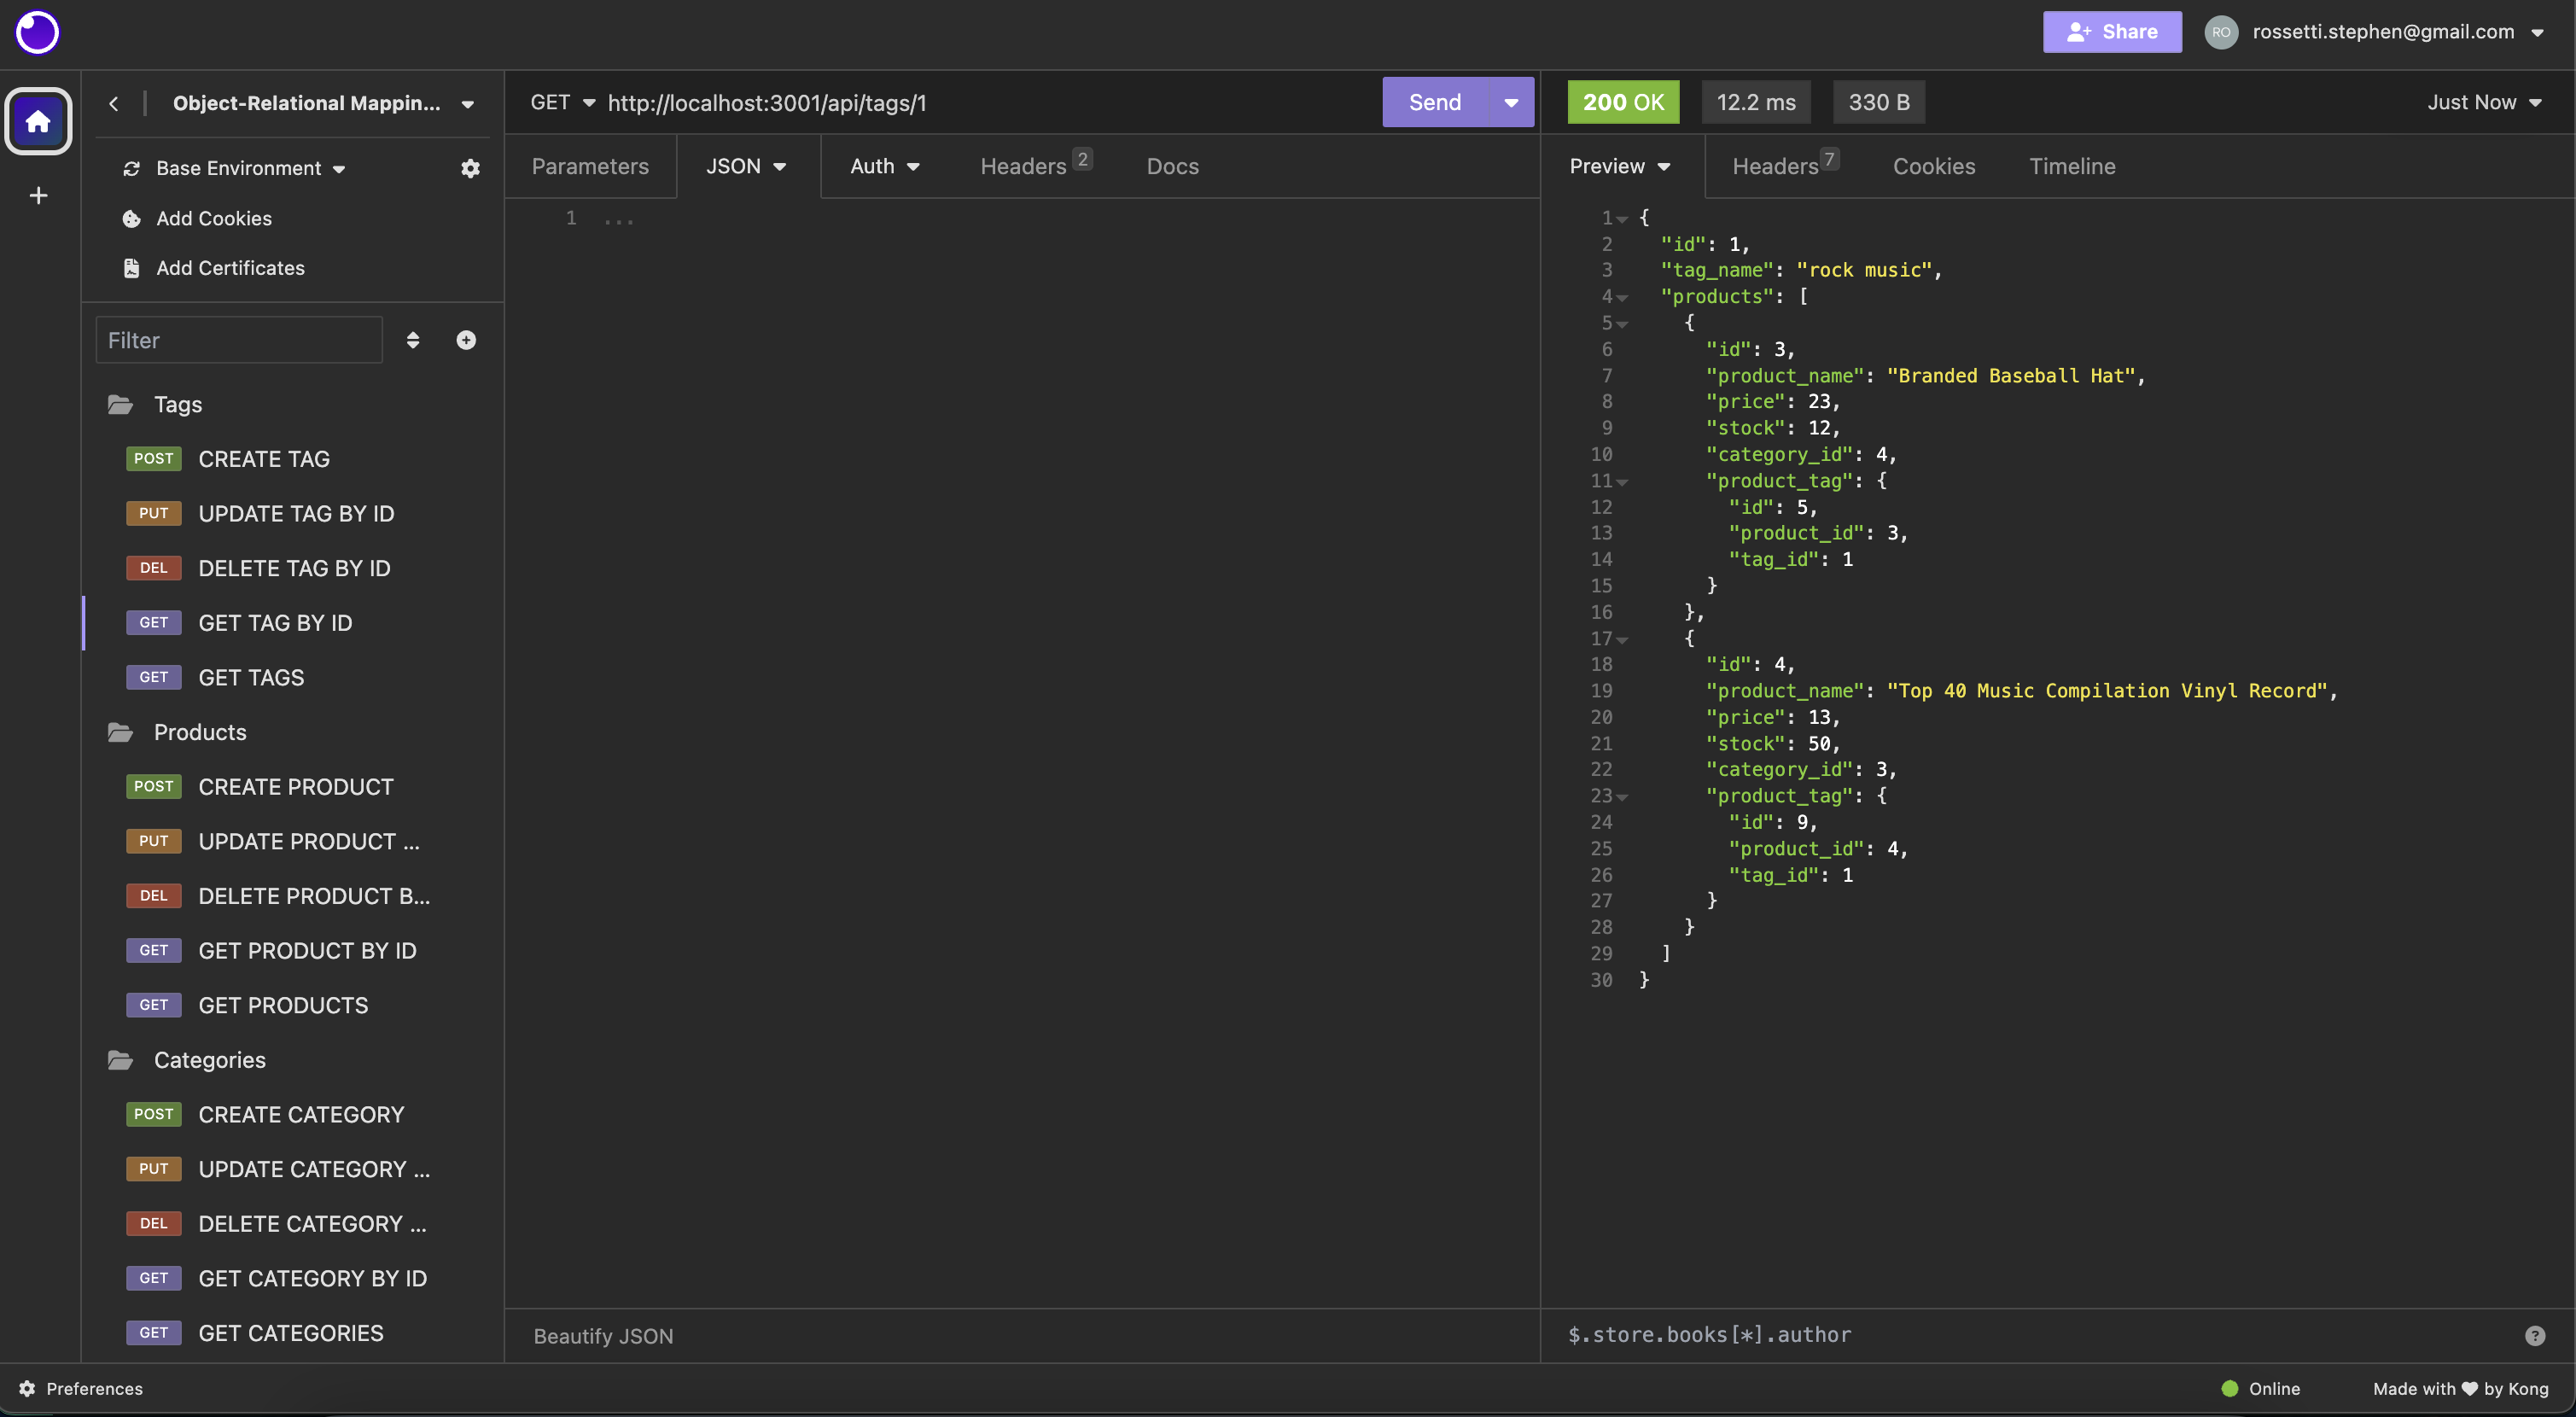 Share
RO
rossetti.stephen@gmail.com
Object-Relational Mappin...
Base Environment
Add Cookies
Add Certificates
Filter
Tags
POST CREATE TAG
PUT UPDATE TAG BY ID
DEL DELETE TAG BY ID
GET GET TAG BY ID
GET GET TAGS
Products
POST CREATE PRODUCT
PUT UPDATE PRODUCT ...
DEL DELETE PRODUCT B...
GET GET PRODUCT BY ID
GET GET PRODUCTS
Categories
POST CREATE CATEGORY
PUT UPDATE CATEGORY ...
DEL DELETE CATEGORY ...
GET GET CATEGORY BY ID
GET GET CATEGORIES
GET http://localhost:3001/api/tags/1 Send
Parameters JSON Auth Headers 2 Docs
1 ...
Beautify JSON
200 OK 12.2 ms 330 B Just Now
Preview Headers 7 Cookies Timeline
1 {
2 "id": 1,
3 "tag_name": "rock music",
4 "products": [
5 {
6 "id": 3,
7 "product_name": "Branded Baseball Hat",
8 "price": 23,
9 "stock": 12,
10 "category_id": 4,
11 "product_tag": {
12 "id": 5,
13 "product_id": 3,
14 "tag_id": 1
15 }
16 },
17 {
18 "id": 4,
19 "product_name": "Top 40 Music Compilation Vinyl Record",
20 "price": 13,
21 "stock": 50,
22 "category_id": 3,
23 "product_tag": {
24 "id": 9,
25 "product_id": 4,
26 "tag_id": 1
27 }
28 }
29 ]
30 }
$.store.books[*].author
?
Preferences
Online
Made with ♥ by Kong